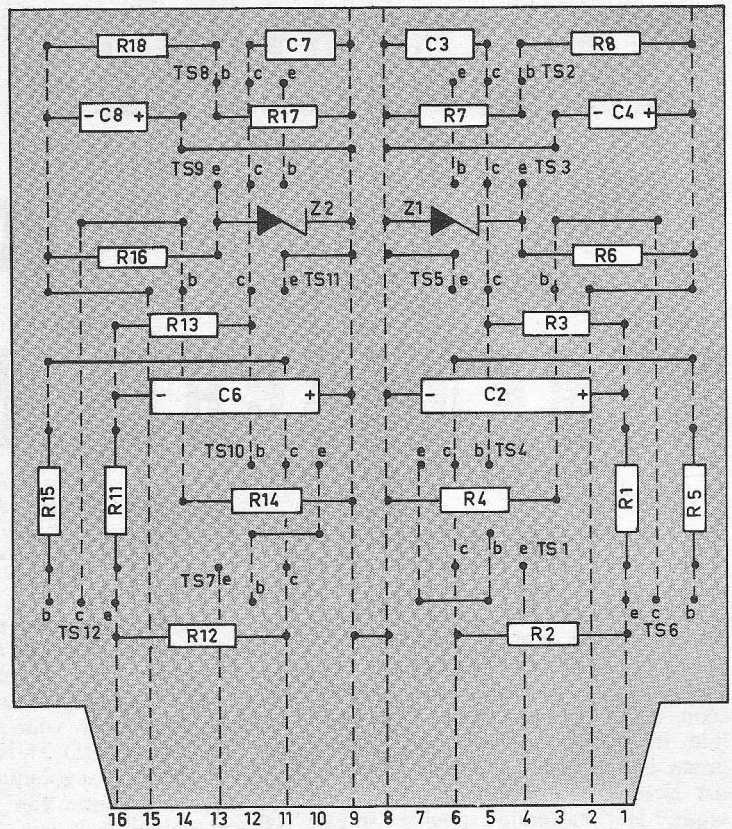 R18 C7 C3 R8
TS8 b c e e c b TS2
- C8 + R17 R7 - C4 +
TS9 e c b b c e TS3
Z2 Z1
R16 R6
b c e TS11 TS5 e c b
R13 R3
- C6 + - C2 +
TS10 b c e e c b TS4
R15 R11 R14 R4 R1 R5
c b e TS1
TS7 e b c
b c e e c b
TS12 TS6
R12 R2
16 15 14 13 12 11 10 9 8 7 6 5 4 3 2 1